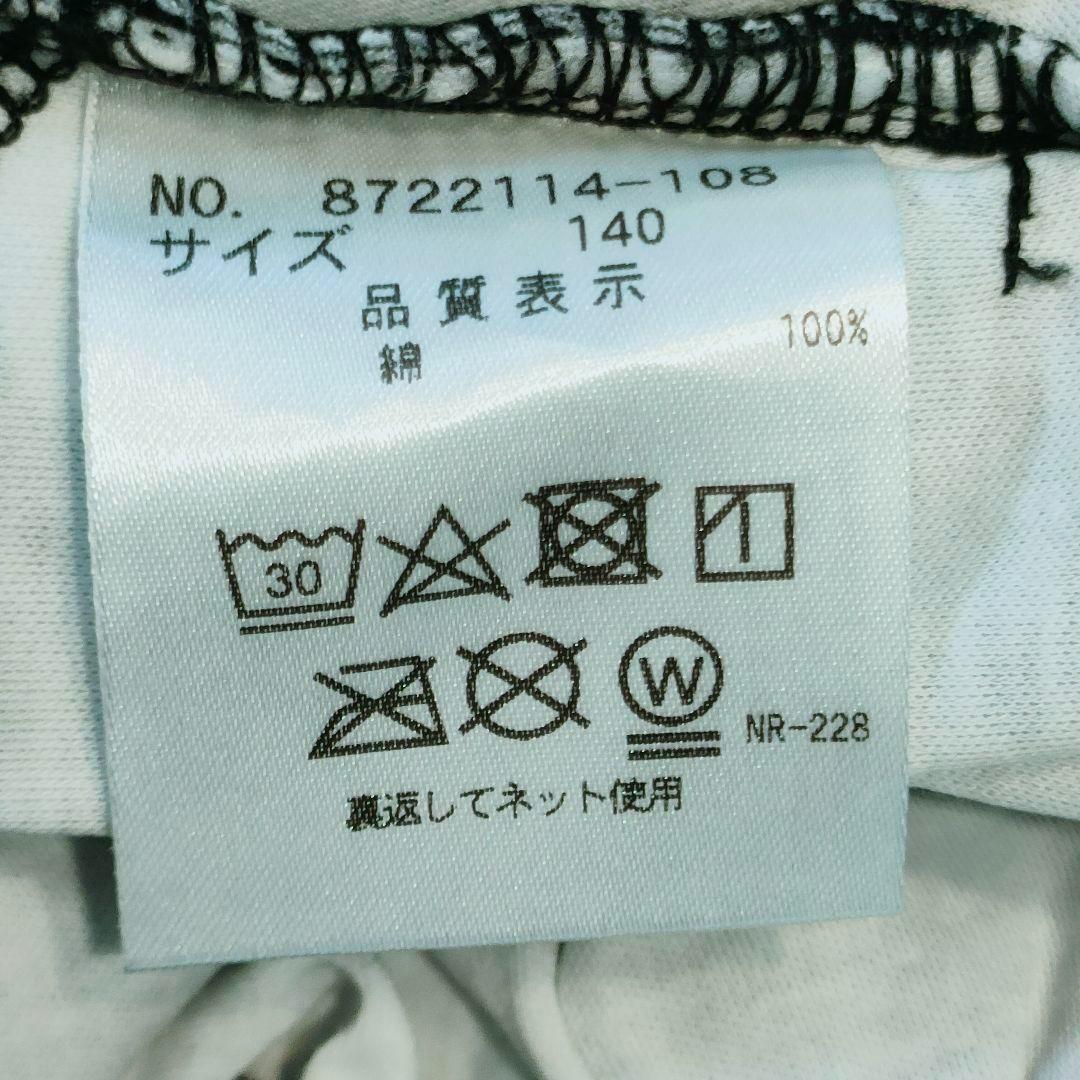 NO. 8722114-108
サイズ 140
品質表示
綿 100%
30
W NR-228
裏返してネット使用